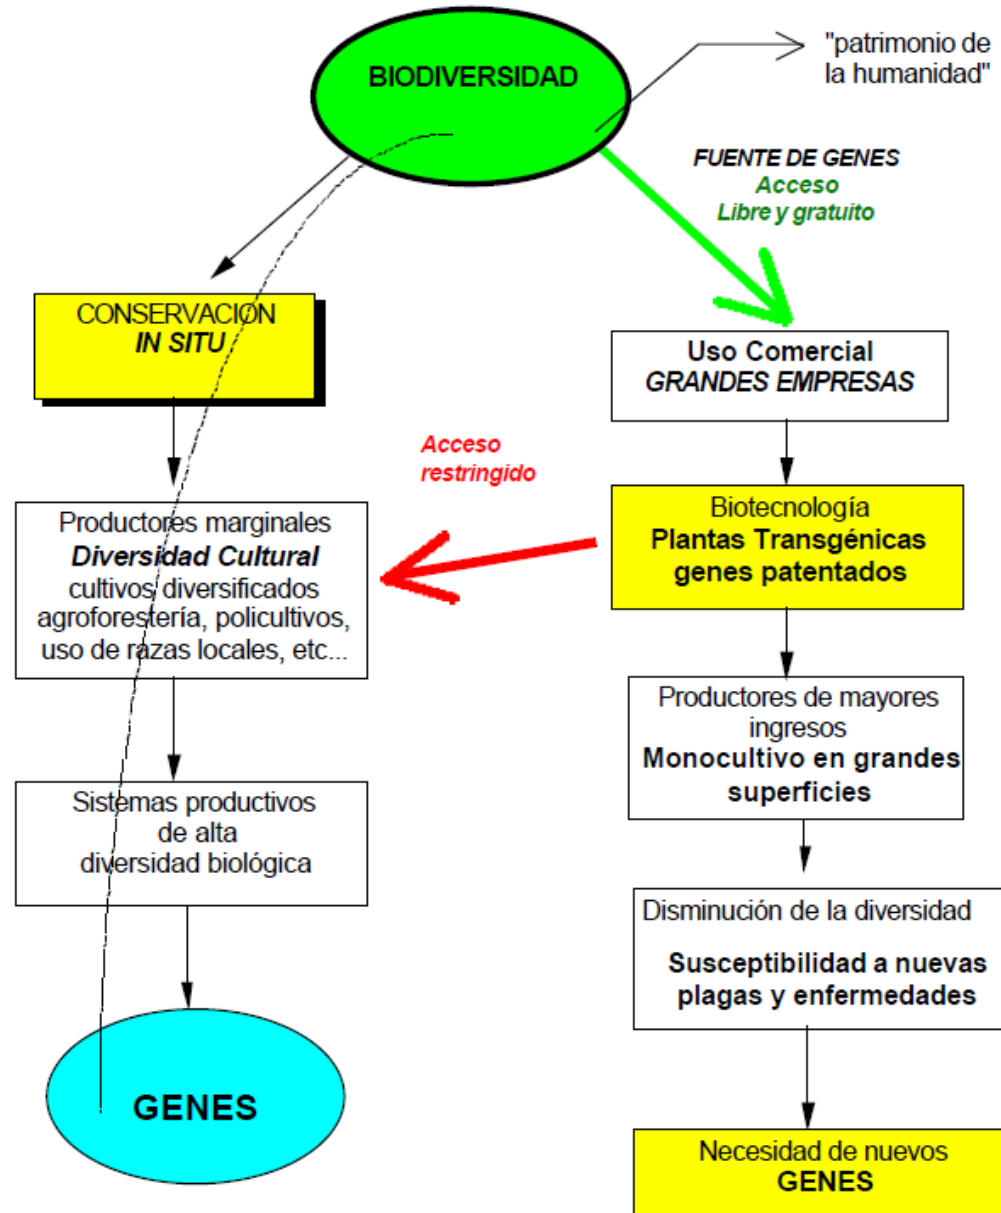 BIODIVERSIDAD
"patrimonio de
la humanidad"
FUENTE DE GENES
Acceso
Libre y gratuito
CONSERVACIÓN
IN SITU
Uso Comercial
GRANDES EMPRESAS
Acceso
restringido
Productores marginales
Diversidad Cultural
cultivos diversificados
agroforestería, policultivos,
uso de razas locales, etc...
Biotecnología
Plantas Transgénicas
genes patentados
Productores de mayores
ingresos
Monocultivo en grandes
superficies
Sistemas productivos
de alta
diversidad biológica
Disminución de la diversidad
Susceptibilidad a nuevas
plagas y enfermedades
GENES
Necesidad de nuevos
GENES